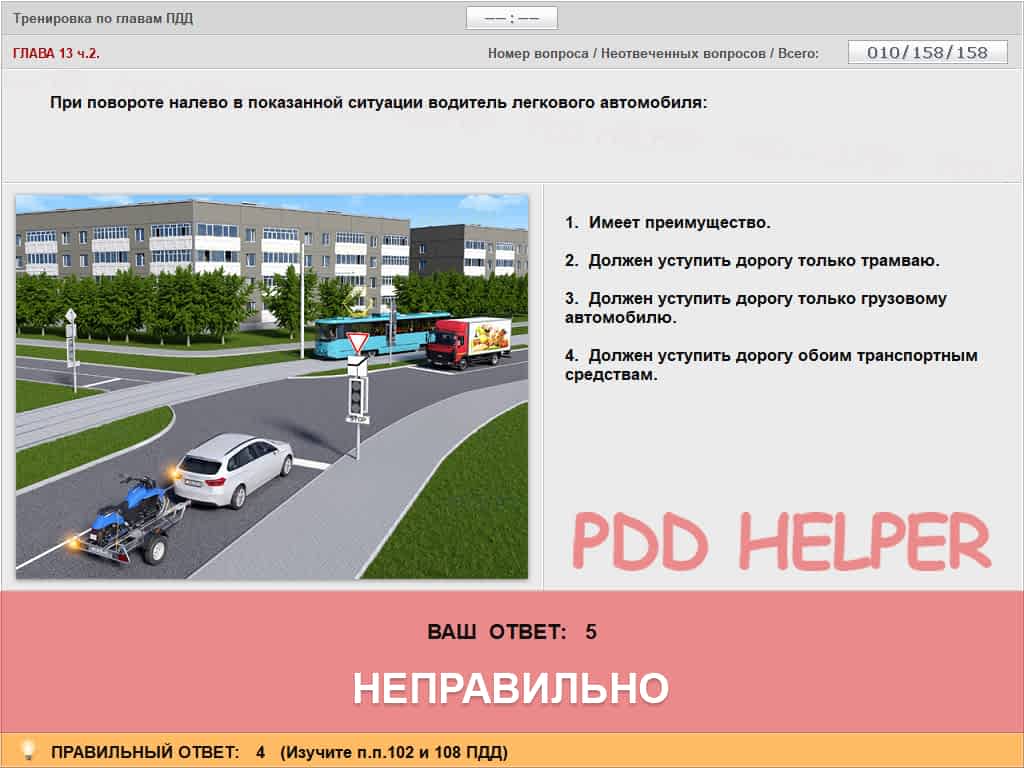 Тренировка по главам ПДД
—— : ——
ГЛАВА 13 ч.2.
Номер вопроса / Неотвеченных вопросов / Всего:
010/158/158
При повороте налево в показанной ситуации водитель легкового автомобиля:
1. Имеет преимущество.
2. Должен уступить дорогу только трамваю.
3. Должен уступить дорогу только грузовому
автомобилю.
4. Должен уступить дорогу обоим транспортным
средствам.
STOP
PDD HELPER
ВАШ ОТВЕТ: 5
НЕПРАВИЛЬНО
ПРАВИЛЬНЫЙ ОТВЕТ: 4 (Изучите п.п.102 и 108 ПДД)